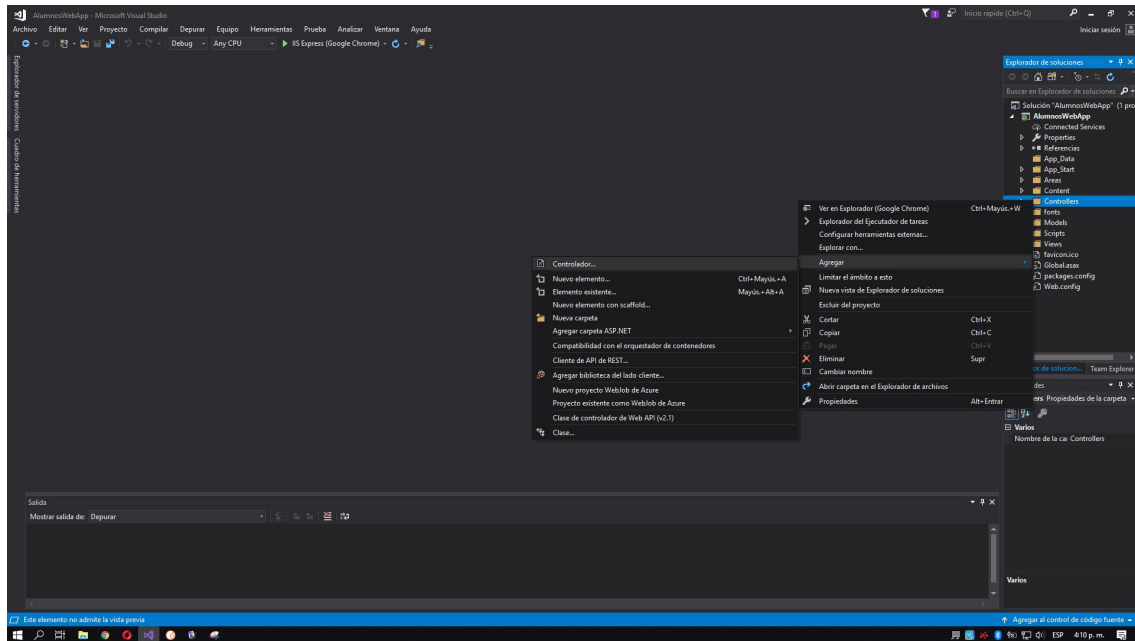 AlumnosWebApp - Microsoft Visual Studio
1
Inicio rápido (Ctrl+Q)
Archivo Editar Ver Proyecto Compilar Depurar Equipo Herramientas Prueba Analizar Ventana Ayuda
Iniciar sesión
Debug Any CPU IIS Express (Google Chrome)
Explorador de servidores
Cuadro de herramientas
Explorador de soluciones
Buscar en Explorador de soluciones
Solución "AlumnosWebApp" (1 pro
AlumnosWebApp
Connected Services
Properties
Referencias
App_Data
App_Start
Areas
Content
Controllers
fonts
Models
Scripts
Views
favicon.ico
Global.asax
packages.config
Web.config
Ver en Explorador (Google Chrome) Ctrl+Mayús.+W
Explorador del Ejecutador de tareas
Configurar herramientas externas...
Explorar con...
Agregar
Limitar el ámbito a esto
Nueva vista de Explorador de soluciones
Excluir del proyecto
Cortar Ctrl+X
Copiar Ctrl+C
Pegar Ctrl+V
Eliminar Supr
Cambiar nombre
Abrir carpeta en el Explorador de archivos
Propiedades Alt+Entrar
Controlador...
Nuevo elemento... Ctrl+Mayús.+A
Elemento existente... Mayús.+Alt+A
Nuevo elemento con scaffold...
Nueva carpeta
Agregar carpeta ASP.NET
Compatibilidad con el orquestador de contenedores
Cliente de API de REST...
Agregar biblioteca del lado cliente...
Nuevo proyecto WebJob de Azure
Proyecto existente como WebJob de Azure
Clase de controlador de Web API (v2.1)
Clase...
or de solucion... Team Explorer
des
ers Propiedades de la carpeta
Varios
Nombre de la car Controllers
Varios
Salida
Mostrar salida de: Depurar
Este elemento no admite la vista previa
Agregar al control de código fuente
ESP 4:10 p. m.